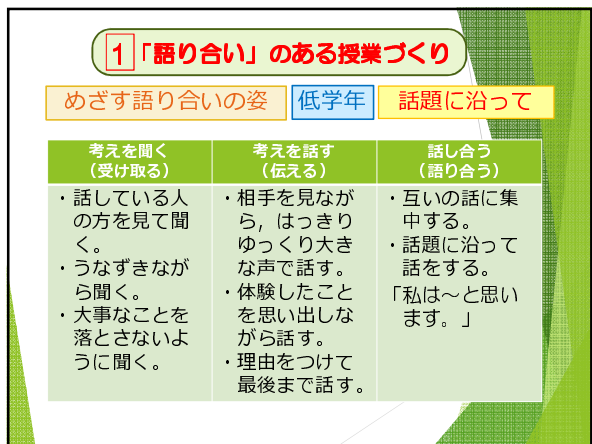 1「語り合い」のある授業づくり
めざす語り合いの姿
低学年
話題に沿って
考えを聞く
(受け取る)
・話している人
の方を見て聞
く。
・うなずきなが
ら聞く。
・大事なことを
落とさないよ
うに聞く。
考えを話す
(伝える)
・相手を見なが
ら,はっきり
ゆっくり大き
な声で話す。
・体験したこと
を思い出しな
がら話す。
・理由をつけて
最後まで話す。
話し合う
(語り合う)
・互いの話に集
中する。
・話題に沿って
話をする。
「私は~と思い
ます。」